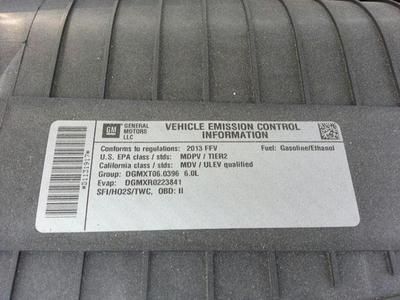 GM
GENERAL MOTORS LLC
VEHICLE EMISSION CONTROL INFORMATION
Conforms to regulations: 2013 FFV Fuel: Gasoline/Ethanol
U.S. EPA class / stds: MDPV / TIER2
California class / stds: MDV / ULEV qualified
Group: DGMXT06.0396 6.0L
Evap: DGMXR0223841
SFI/HO2S/TWC, OBD: II